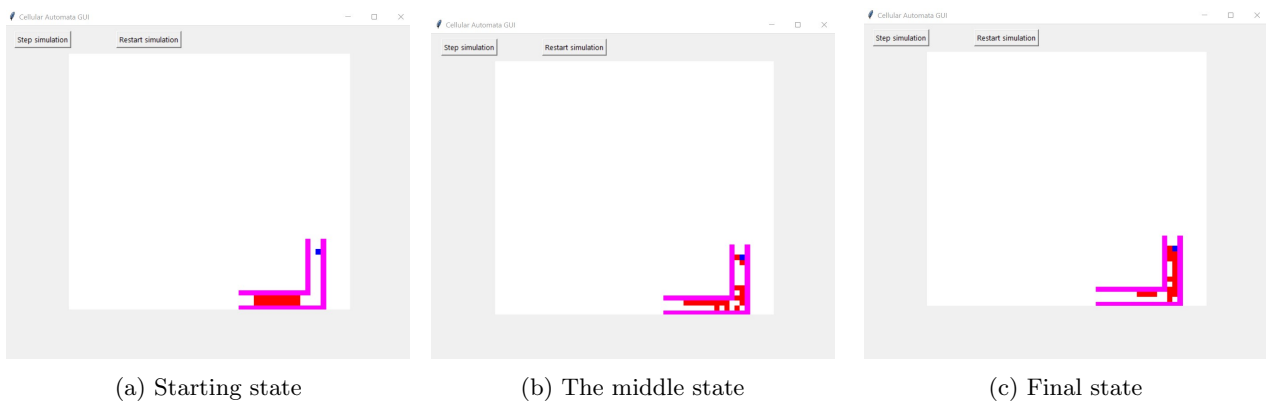 Cellular Automata GUI
Step simulation
Restart simulation
(a) Starting state
Cellular Automata GUI
Step simulation
Restart simulation
(b) The middle state
Cellular Automata GUI
Step simulation
Restart simulation
(c) Final state